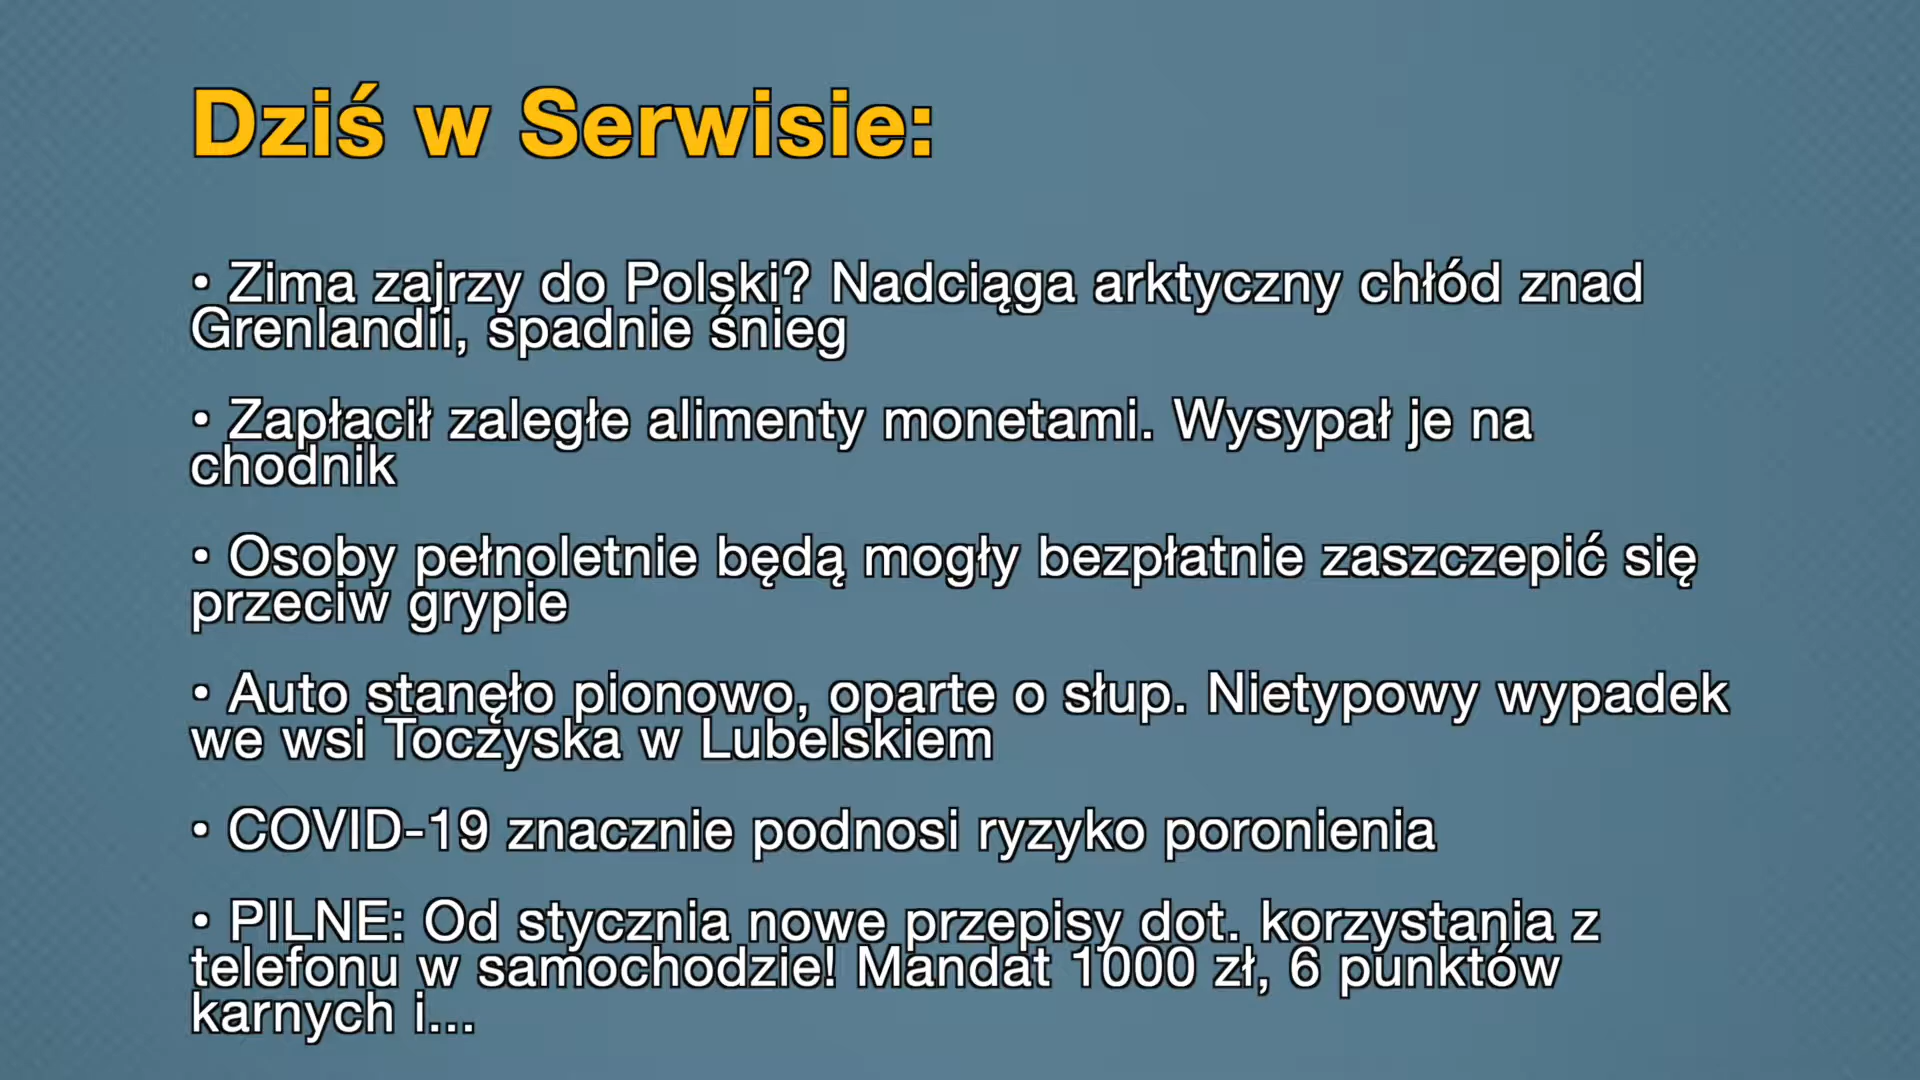 Dziś w Serwisie:
• Zima zajrzy do Polski? Nadciąga arktyczny chłód znad
Grenlandii, spadnie śnieg
• Zapłacił zaległe alimenty monetami. Wysypał je na
chodnik
• Osoby pełnoletnie będą mogły bezpłatnie zaszczepić się
przeciw grypie
• Auto stanęło pionowo, oparte o słup. Nietypowy wypadek
we wsi Toczyska w Lubelskiem
• COVID-19 znacznie podnosi ryzyko poronienia
• PILNE: Od stycznia nowe przepisy dot. korzystania z
telefonu w samochodzie! Mandat 1000 zł, 6 punktów
karnych i...